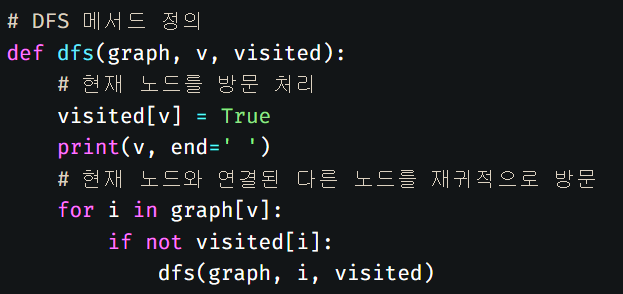 # DFS 메서드 정의
def dfs(graph, v, visited):
    # 현재 노드를 방문 처리
    visited[v] = True
    print(v, end=' ')
    # 현재 노드와 연결된 다른 노드를 재귀적으로 방문
    for i in graph[v]:
        if not visited[i]:
            dfs(graph, i, visited)